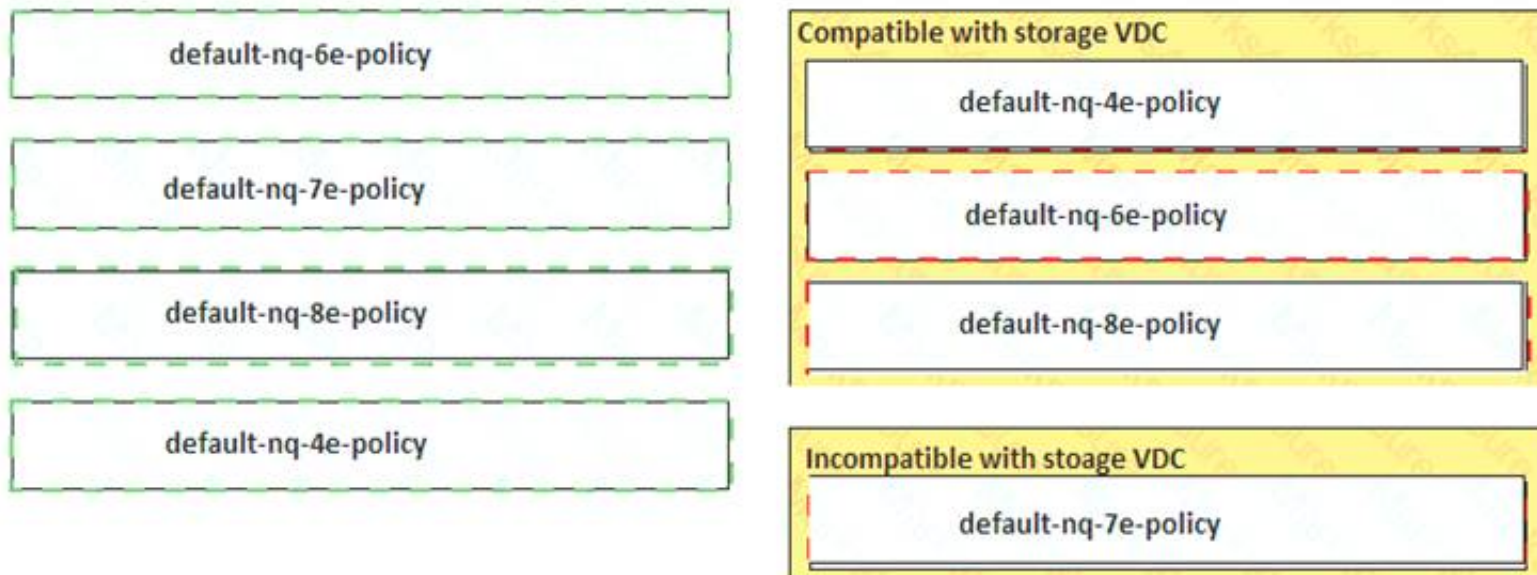 default-nq-6e-policy
default-nq-7e-policy
default-nq-8e-policy
default-nq-4e-policy
Compatible with storage VDC
default-nq-4e-policy
default-nq-6e-policy
default-nq-8e-policy
Incompatible with stoage VDC
default-nq-7e-policy